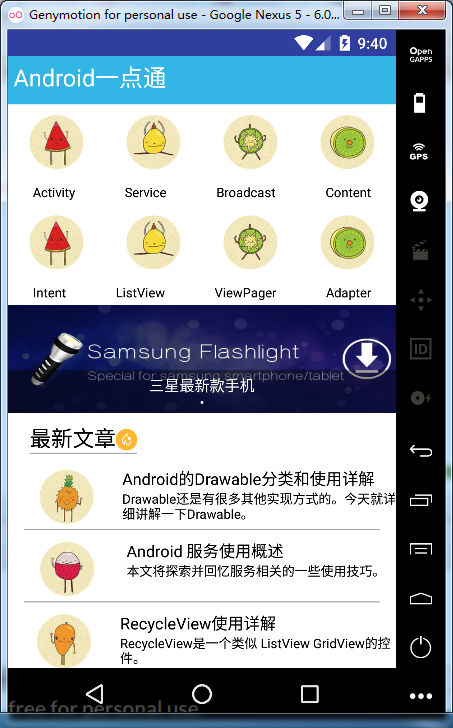 Genymotion for personal use - Google Nexus 5 - 6.0...
9:40
Open
GAPPS
Android一点通
GPS
Activity
Service
Broadcast
Content
Intent
ListView
ViewPager
Adapter
ID
Samsung Flashlight
Special for samsung smartphone/tablet
三星最新款手机
最新文章
Android的Drawable分类和使用详解
Drawable还是有很多其他实现方式的。今天就详
细讲解一下Drawable。
Android 服务使用概述
本文将探索并回忆服务相关的一些使用技巧。
RecycleView使用详解
RecycleView是一个类似 ListView GridView的控
件。
free for personal use